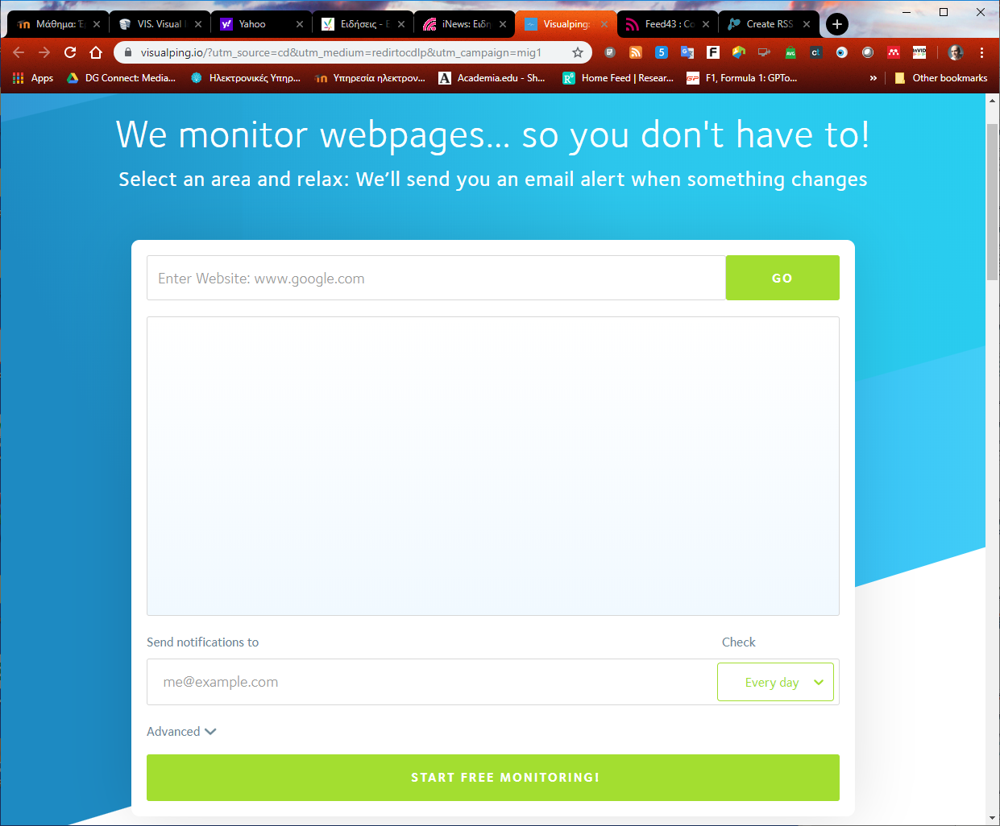 Μάθημα: Έρ
VIS. Visual
Yahoo
Ειδήσεις - Ε
iNews: Ειδη
Visualping:
Feed43 : Co
Create RSS
visualping.io/?utm_source=cd&utm_medium=redirtocdlp&utm_campaign=mig1
Apps
DG Connect: Media...
Ηλεκτρονικές Υπηρ...
Υπηρεσία ηλεκτρον...
Academia.edu - Sh...
Home Feed | Resear...
F1, Formula 1: GPTo...
»
Other bookmarks
We monitor webpages... so you don't have to!
Select an area and relax: We’ll send you an email alert when something changes
Enter Website: www.google.com
GO
Send notifications to
Check
me@example.com
Every day
Advanced
START FREE MONITORING!